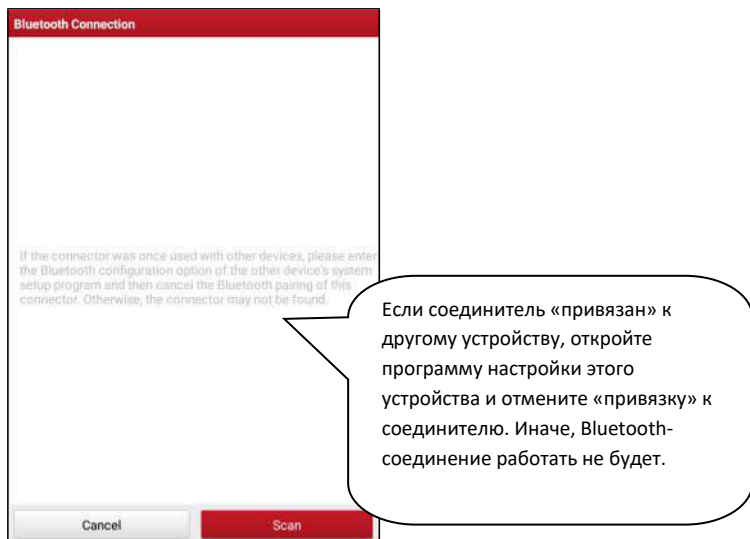 Bluetooth Connection
If the connector was once used with other devices, please enter
the Bluetooth configuration option of the other device's system
setup program and then cancel the Bluetooth pairing of this
connector. Otherwise, the connector may not be found.
Если соединитель «привязан» к
другому устройству, откройте
программу настройки этого
устройства и отмените «привязку» к
соединителю. Иначе, Bluetooth-
соединение работать не будет.
Cancel
Scan